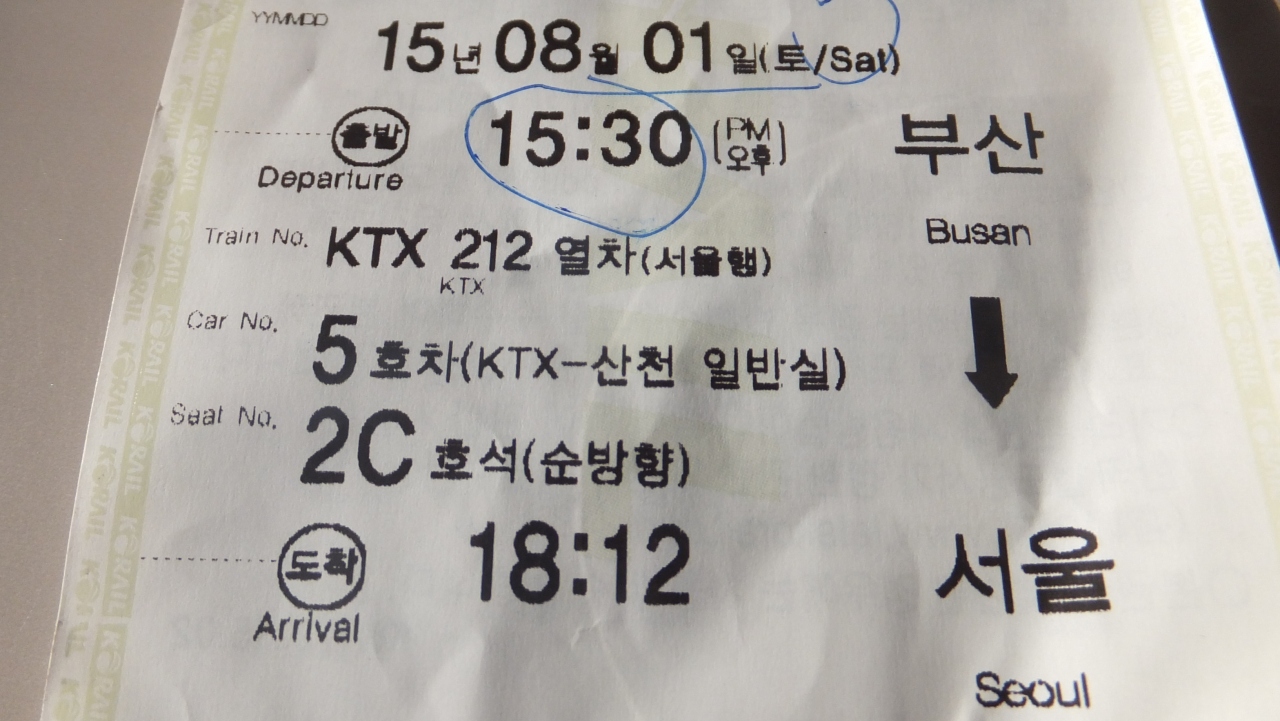 YYMMDD
15년 08월 01일(토/Sat)
출발 15:30 (PM 오후) 부산
Departure Busan
Train No. KTX 212 열차(서울행)
KTX
Car No. 5 호차(KTX-산천 일반실)
Seat No. 2C 호석(순방향)
도착 18:12 서울
Arrival Seoul
KORAIL